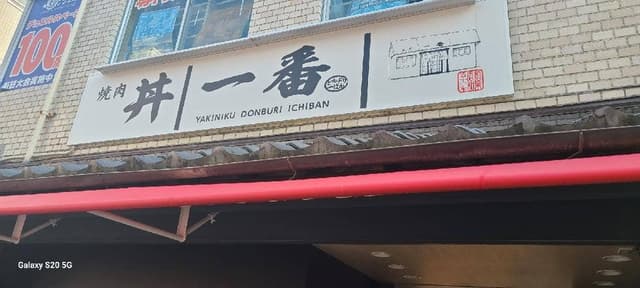 100
焼肉 丼 一番
YAKINIKU DONBURI ICHIBAN
Galaxy S20 5G